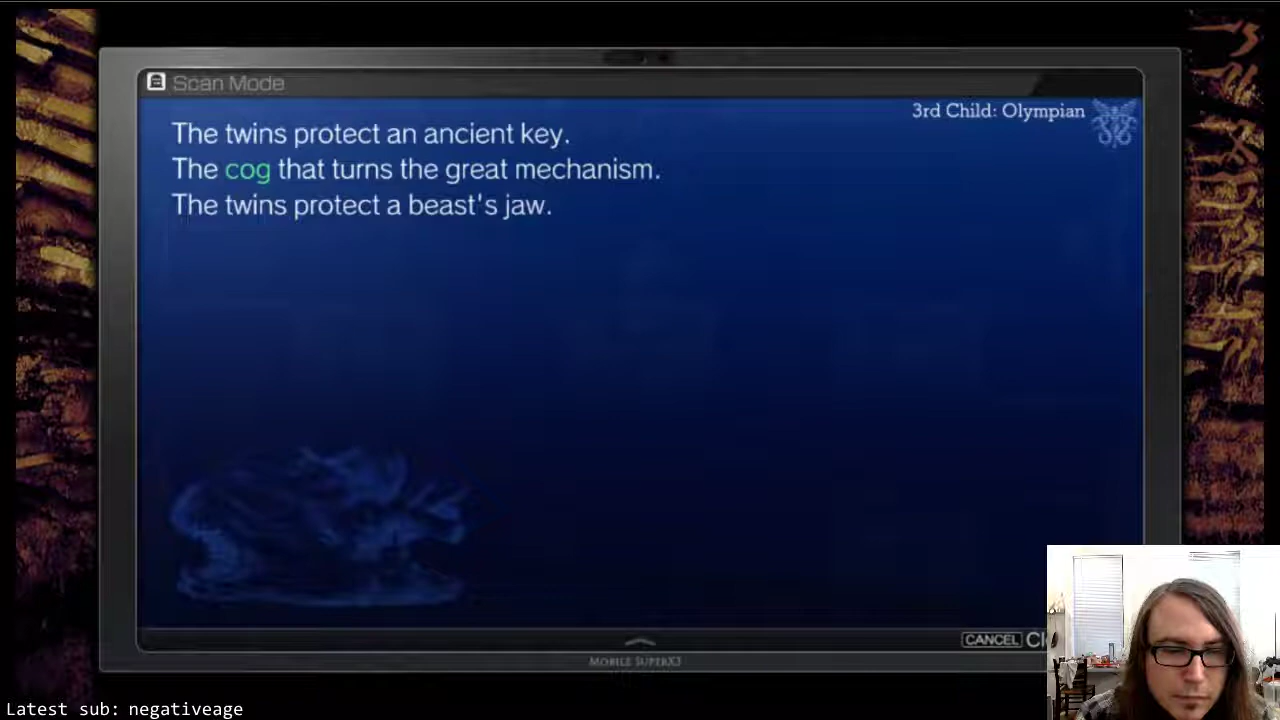 Scan Mode
3rd Child: Olympian
The twins protect an ancient key.
The cog that turns the great mechanism.
The twins protect a beast's jaw.
CANCEL
MOBILE SUPERX3
Latest sub: negativeage